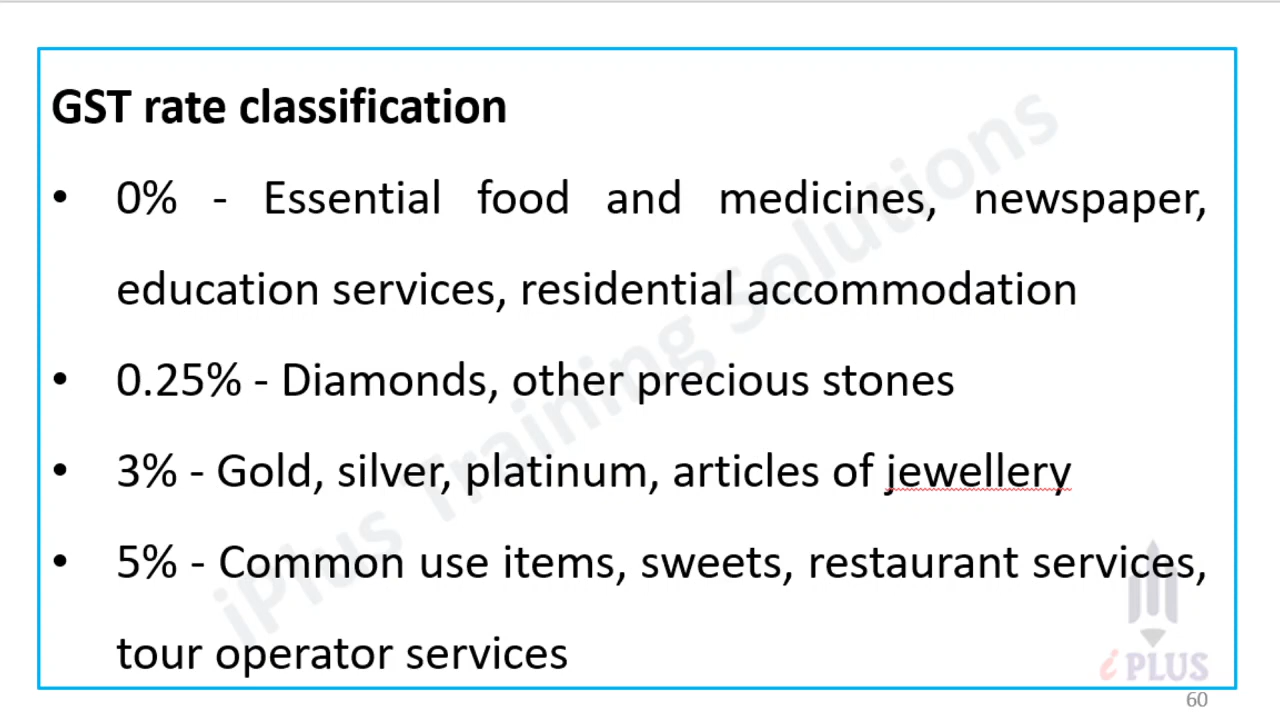 GST rate classification
• 0% - Essential food and medicines, newspaper,
education services, residential accommodation
• 0.25% - Diamonds, other precious stones
• 3% - Gold, silver, platinum, articles of jewellery
• 5% - Common use items, sweets, restaurant services,
tour operator services
iPlus Training Solutions
i PLUS
60